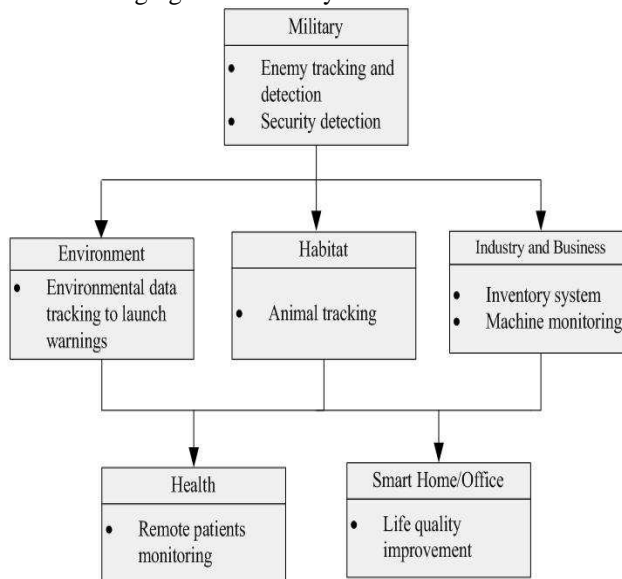 Military
• Enemy tracking and
detection
• Security detection
Environment
• Environmental data
tracking to launch
warnings
Habitat
• Animal tracking
Industry and Business
• Inventory system
• Machine monitoring
Health
• Remote patients
monitoring
Smart Home/Office
• Life quality
improvement